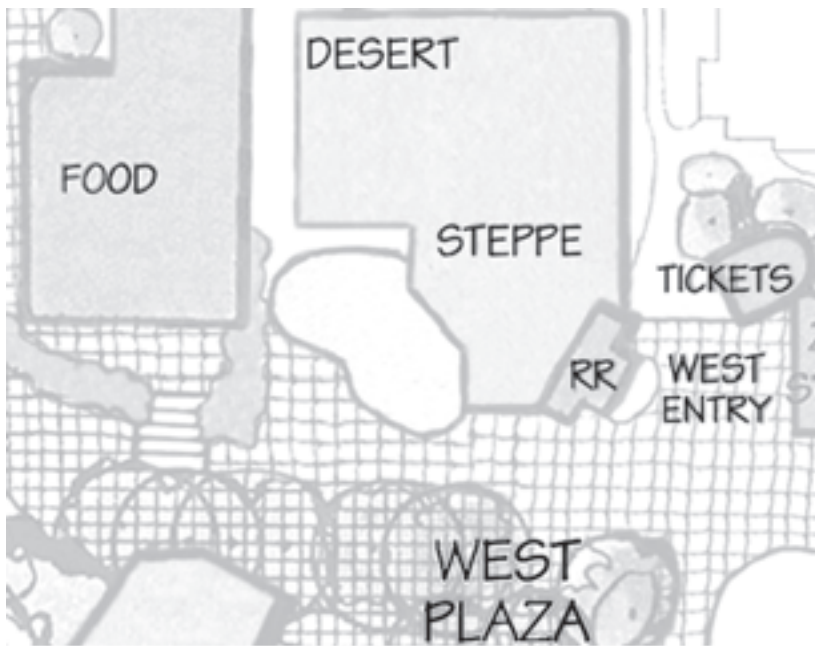 DESERT
FOOD
STEPPE
TICKETS
RR
WEST
ENTRY
WEST
PLAZA